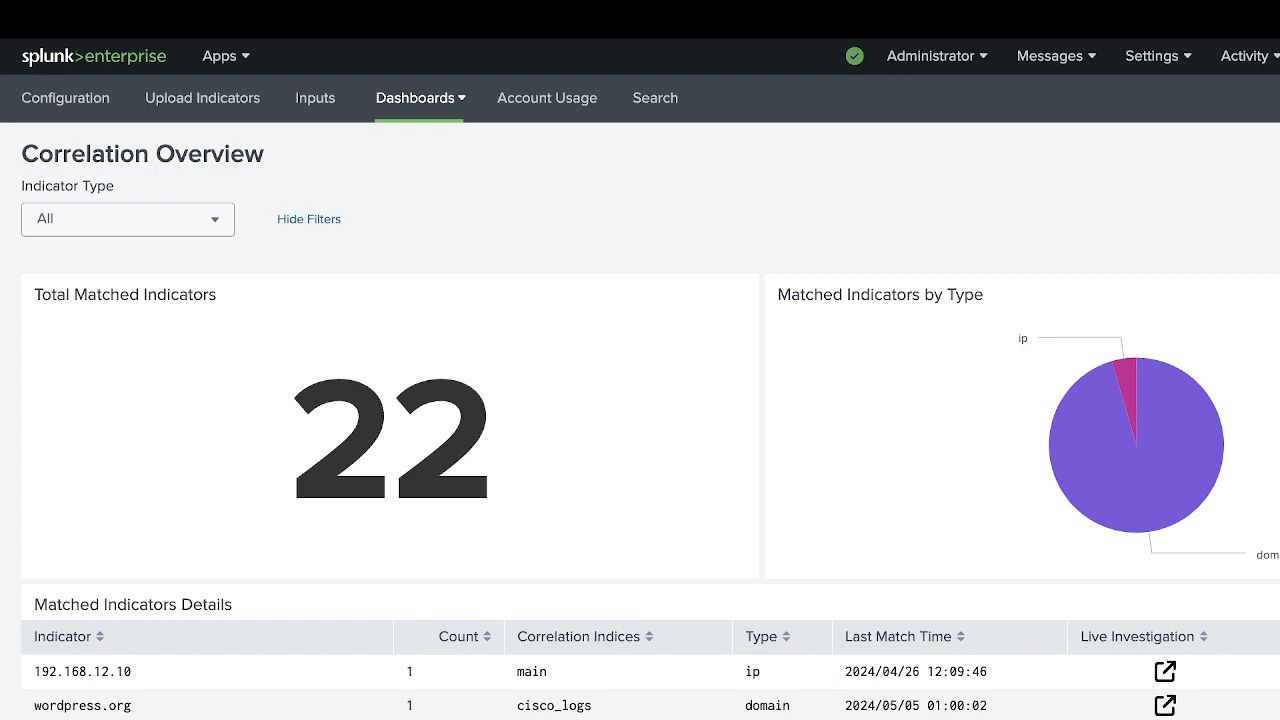 splunk>enterprise Apps Administrator Messages Settings Activity
Configuration Upload Indicators Inputs Dashboards Account Usage Search
Correlation Overview
Indicator Type
All Hide Filters
Total Matched Indicators Matched Indicators by Type
ip
22
dom
Matched Indicators Details
Indicator Count Correlation Indices Type Last Match Time Live Investigation
192.168.12.10 1 main ip 2024/04/26 12:09:46
wordpress.org 1 cisco_logs domain 2024/05/05 01:00:02